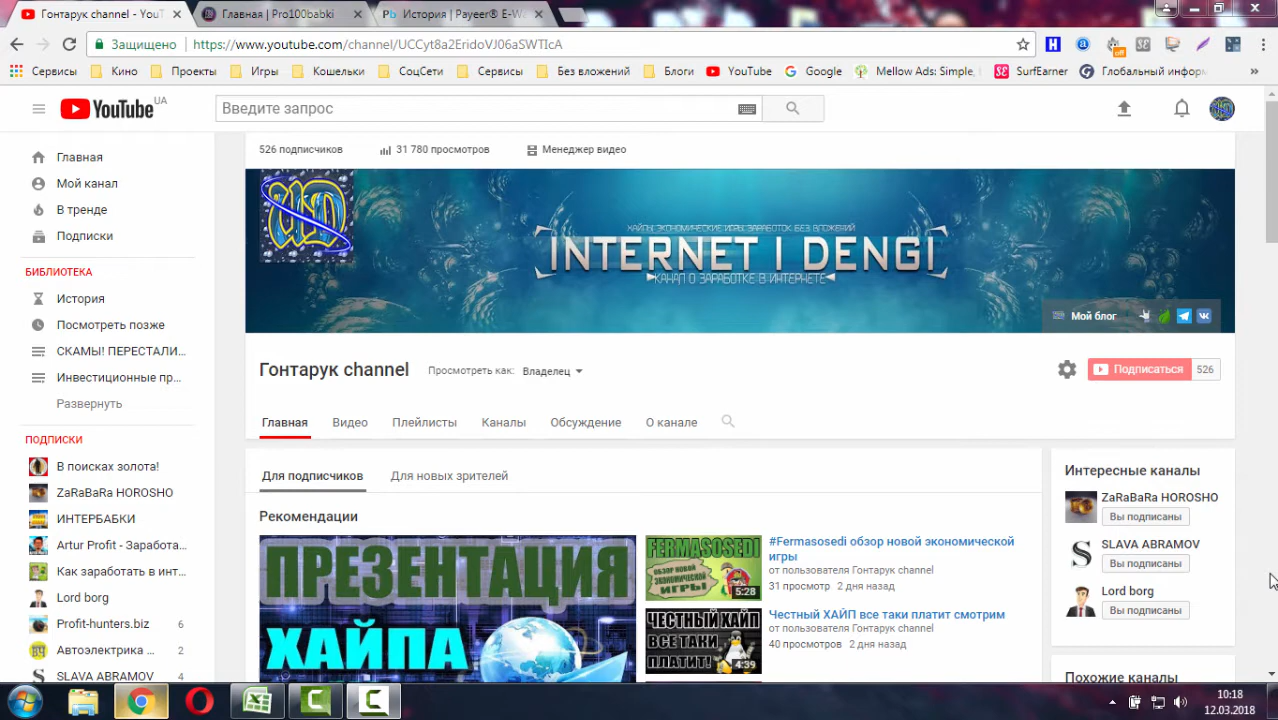 Гонтарук channel - YouT
Главная | Pro100babki
История | Payeer® E-Wa
Защищено
https://www.youtube.com/channel/UCCyt8a2EridoVJ06aSWTIcA
Сервисы
Кино
Проекты
Игры
Кошельки
СоцСети
Сервисы
Без вложений
Блоги
YouTube
Google
Mellow Ads: Simple,
SurfEarner
Глобальный инфор
YouTube UA
Введите запрос
Главная
Мой канал
В тренде
Подписки
БИБЛИОТЕКА
История
Посмотреть позже
СКАМЫ! ПЕРЕСТАЛИ...
Инвестиционные пр...
Развернуть
ПОДПИСКИ
В поисках золота!
ZaRaBaRa HOROSHO
ИНТЕРБАБКИ
Artur Profit - Заработа...
Как заработать в инт...
Lord borg
Profit-hunters.biz 6
Автоэлектрика ... 2
SLAVA ABRAMOV 4
526 подписчиков
31 780 просмотров
Менеджер видео
ХАЙПЫ ЭКОНОМИЧЕСКИЕ ИГРЫ ЗАРАБОТОК БЕЗ ВЛОЖЕНИЙ
INTERNET I DENGI
КАНАЛ О ЗАРАБОТКЕ В ИНТЕРНЕТЕ
Мой блог
Гонтарук channel
Просмотреть как:
Владелец
Подписаться 526
Главная
Видео
Плейлисты
Каналы
Обсуждение
О канале
Для подписчиков
Для новых зрителей
Рекомендации
ПРЕЗЕНТАЦИЯ
ХАЙПА
FERMASOSEDI
ОБЗОР НОВОЙ
ЭКОНОМИЧЕСКОЙ
ИГРЫ!
5:28
#Fermasosedi обзор новой экономической
игры
от пользователя Гонтарук channel
31 просмотр 2 дня назад
ЧЕСТНЫЙ ХАЙП
ВСЕ ТАКИ
ПЛАТИТ!
4:39
Честный ХАЙП все таки платит смотрим
от пользователя Гонтарук channel
40 просмотров 2 дня назад
Интересные каналы
ZaRaBaRa HOROSHO
Вы подписаны
SLAVA ABRAMOV
Вы подписаны
Lord borg
Вы подписаны
Похожие каналы
10:18
12.03.2018